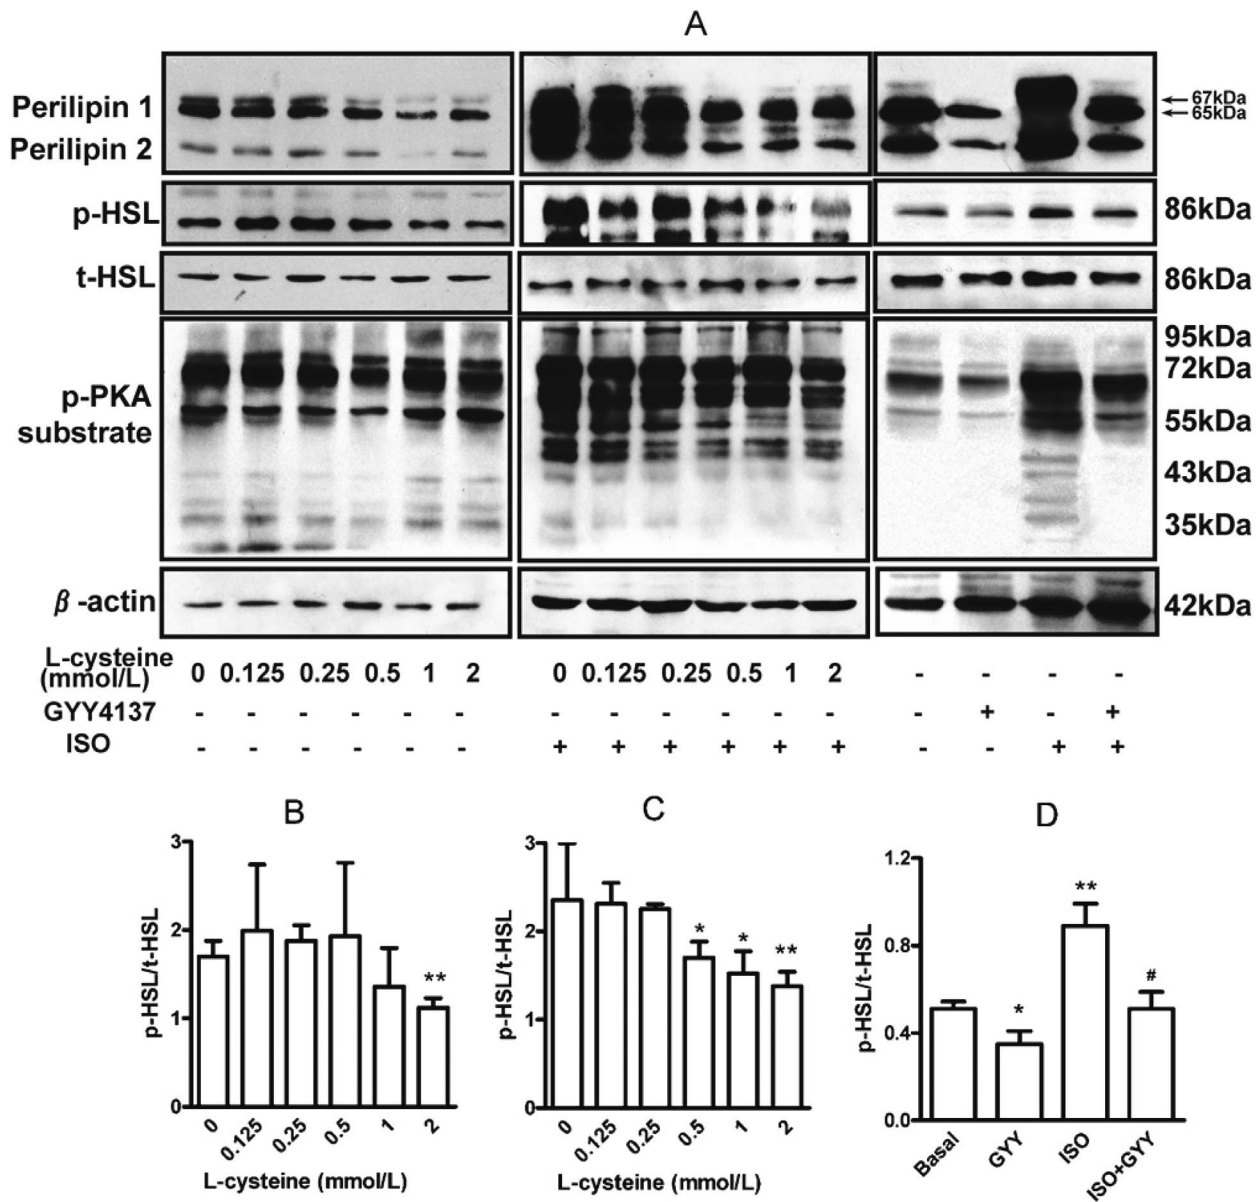 A
Perilipin 1
67kDa
65kDa
Perilipin 2
p-HSL
86kDa
t-HSL
86kDa
p-PKA
substrate
95kDa
72kDa
55kDa
43kDa
35kDa
β-actin
42kDa
L-cysteine
(mmol/L)
0 0.125 0.25 0.5 1 2 0 0.125 0.25 0.5 1 2 - - - -
GYY4137 - - - - - - - - - - - - - + - +
ISO - - - - - - + + + + + + - - + +
B
p-HSL/t-HSL
3
2
1
0
**
0 0.125 0.25 0.5 1 2
L-cysteine (mmol/L)
C
p-HSL/t-HSL
3
2
1
0
* * **
0 0.125 0.25 0.5 1 2
L-cysteine (mmol/L)
D
p-HSL/t-HSL
1.2
0.8
0.4
0.0
* ** #
Basal GYY ISO ISO+GYY